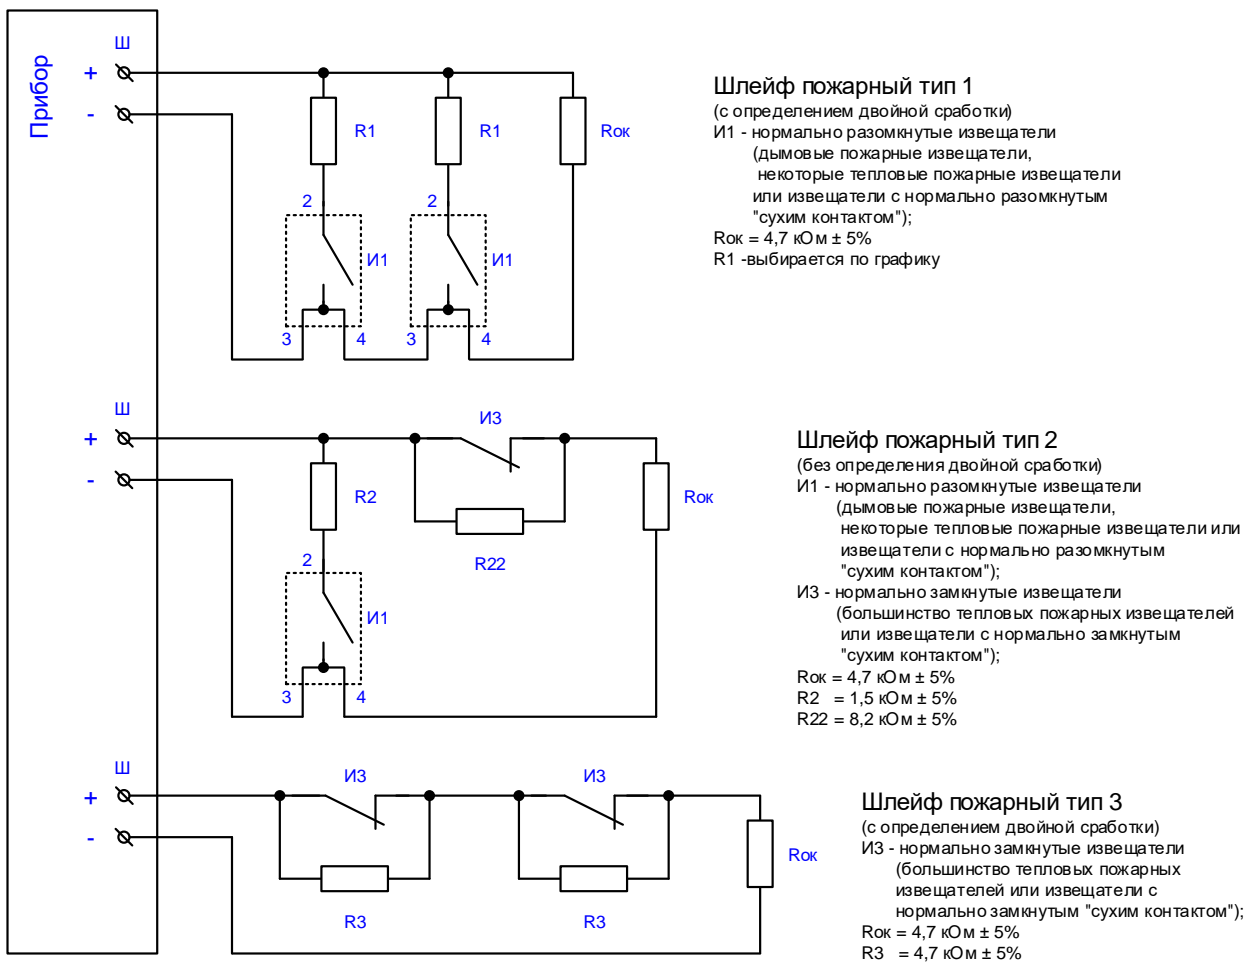 Прибор
Ш
+
-
R1
R1
Rок
2
2
И1
И1
3
4
3
4
Шлейф пожарный тип 1
(с определением двойной сработки)
И1 - нормально разомкнутые извещатели
(дымовые пожарные извещатели,
некоторые тепловые пожарные извещатели
или извещатели с нормально разомкнутым
"сухим контактом");
Rок = 4,7 кОм ± 5%
R1 -выбирается по графику
Ш
+
-
И3
R2
Rок
R22
2
И1
3
4
Шлейф пожарный тип 2
(без определения двойной сработки)
И1 - нормально разомкнутые извещатели
(дымовые пожарные извещатели,
некоторые тепловые пожарные извещатели или
извещатели с нормально разомкнутым
"сухим контактом");
И3 - нормально замкнутые извещатели
(большинство тепловых пожарных извещателей
или извещатели с нормально замкнутым
"сухим контактом");
Rок = 4,7 кОм ± 5%
R2 = 1,5 кОм ± 5%
R22 = 8,2 кОм ± 5%
Ш
+
-
И3
И3
Rок
R3
R3
Шлейф пожарный тип 3
(с определением двойной сработки)
И3 - нормально замкнутые извещатели
(большинство тепловых пожарных
извещателей или извещатели с
нормально замкнутым "сухим контактом");
Rок = 4,7 кОм ± 5%
R3 = 4,7 кОм ± 5%